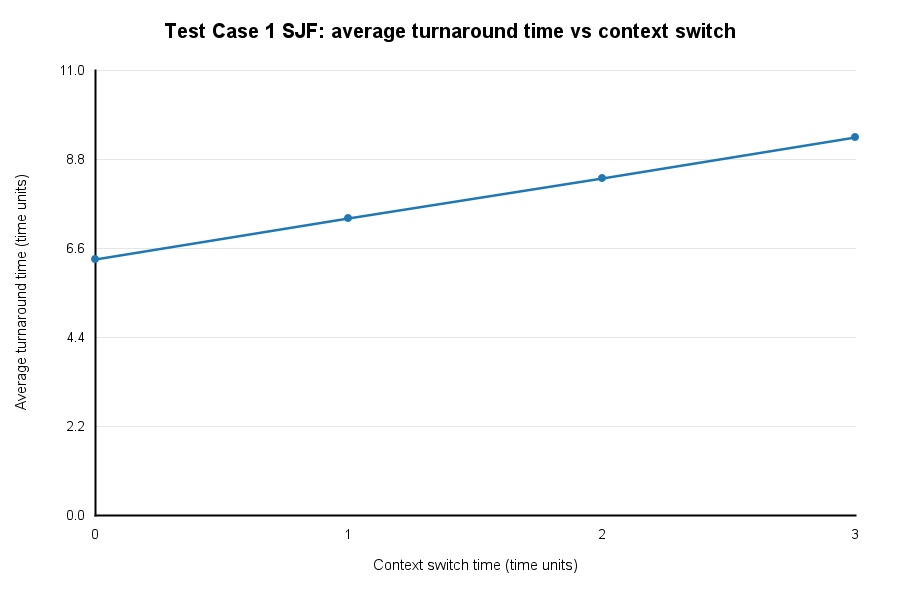 Test Case 1 SJF: average turnaround time vs context switch
11.0
8.8
6.6
4.4
2.2
0.0
Average turnaround time (time units)
0 1 2 3
Context switch time (time units)